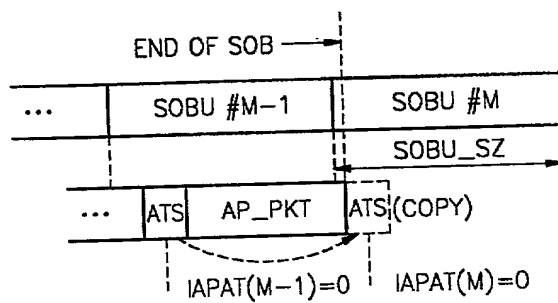 END OF SOB
... SOBU #M-1 SOBU #M
SOBU_SZ
... ATS AP_PKT ATS (COPY)
IAPAT(M-1)=0 IAPAT(M)=0